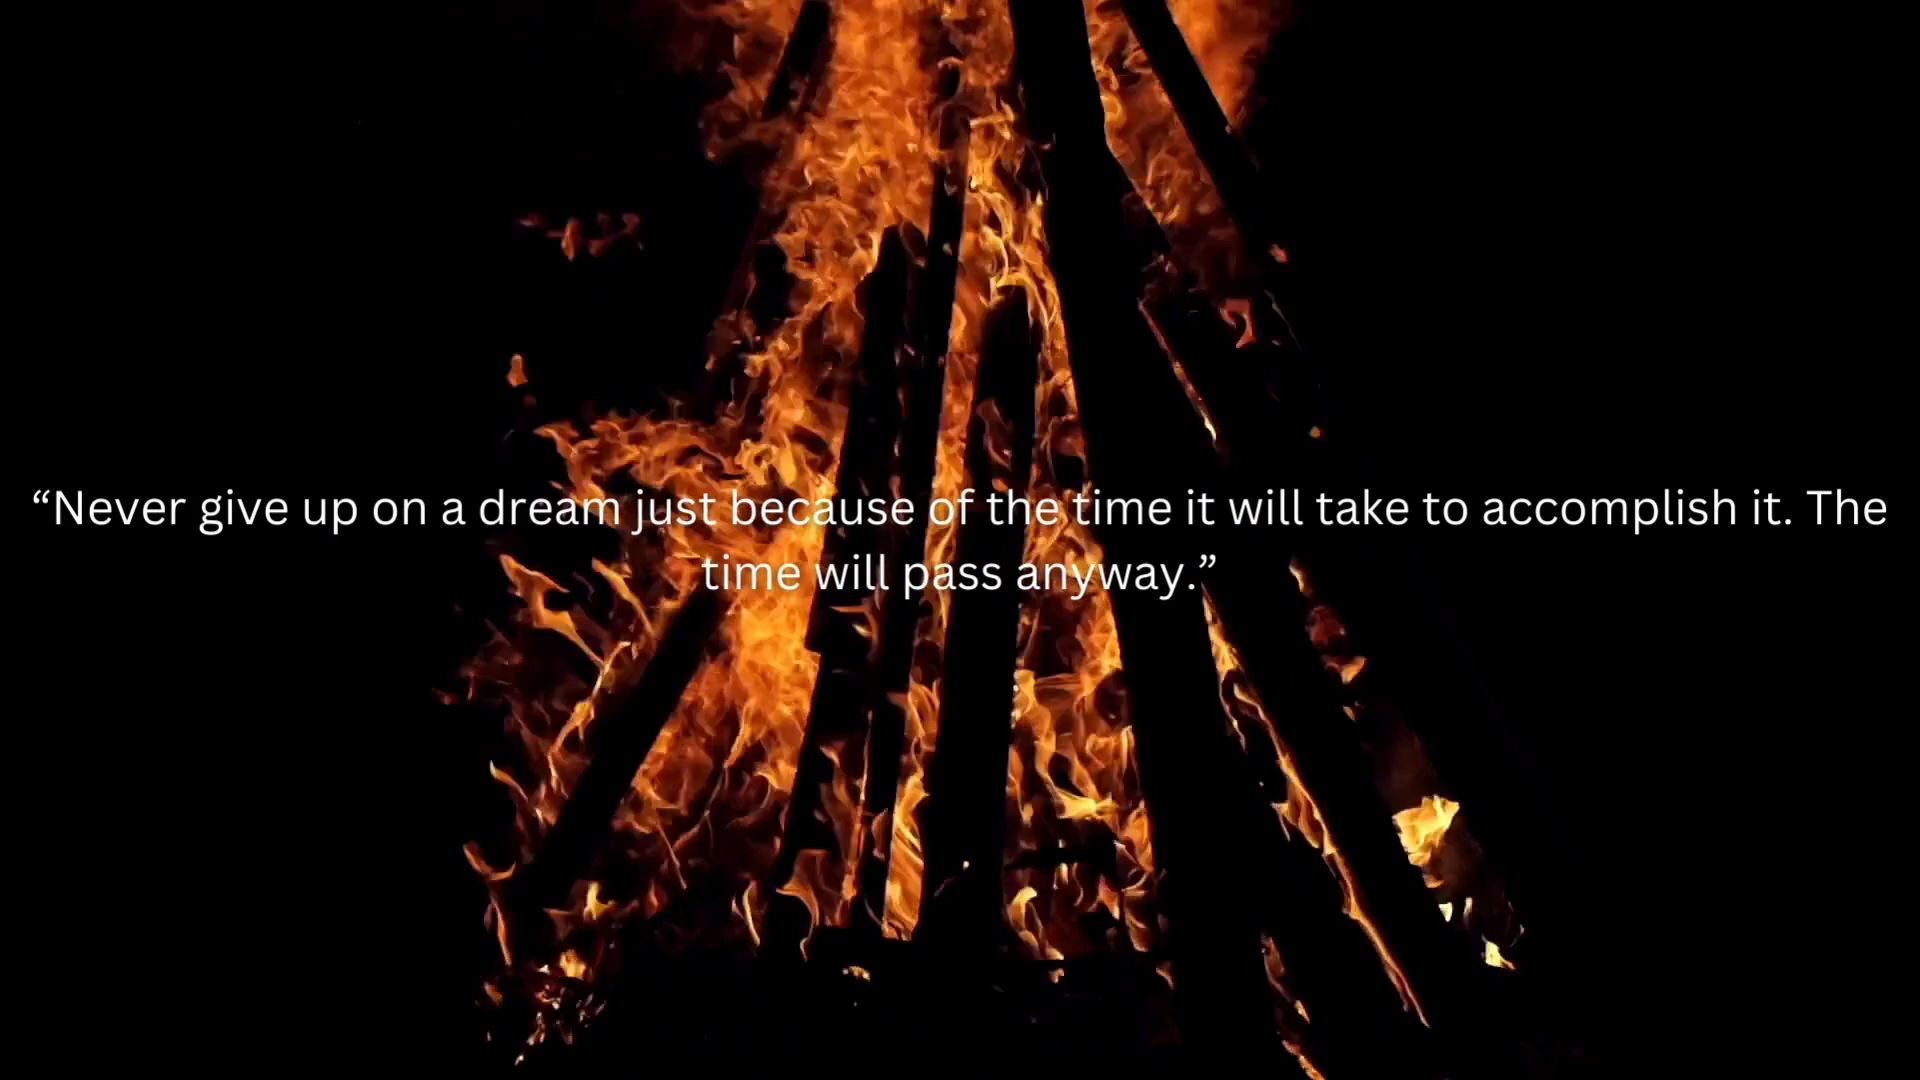 “Never give up on a dream just because of the time it will take to accomplish it. The
time will pass anyway.”